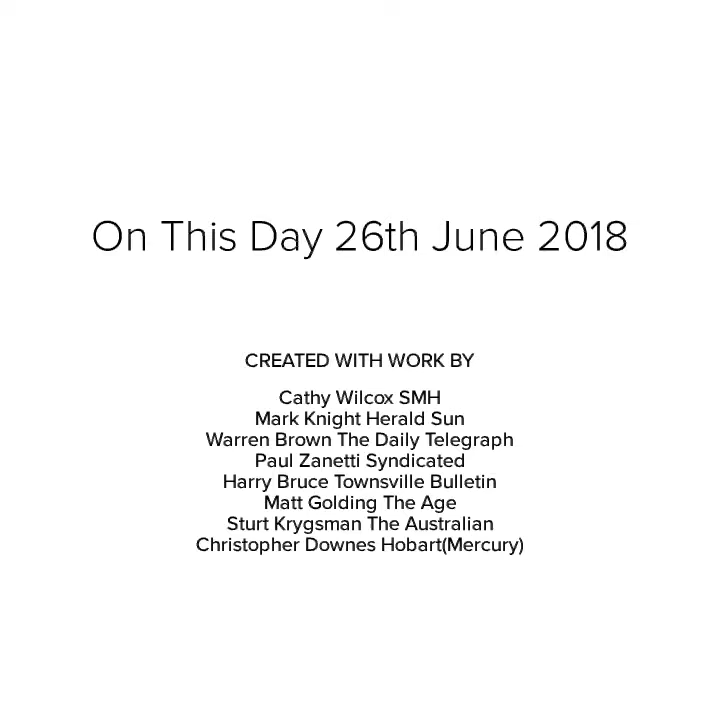 On This Day 26th June 2018
CREATED WITH WORK BY
Cathy Wilcox SMH
Mark Knight Herald Sun
Warren Brown The Daily Telegraph
Paul Zanetti Syndicated
Harry Bruce Townsville Bulletin
Matt Golding The Age
Sturt Krygsman The Australian
Christopher Downes Hobart(Mercury)